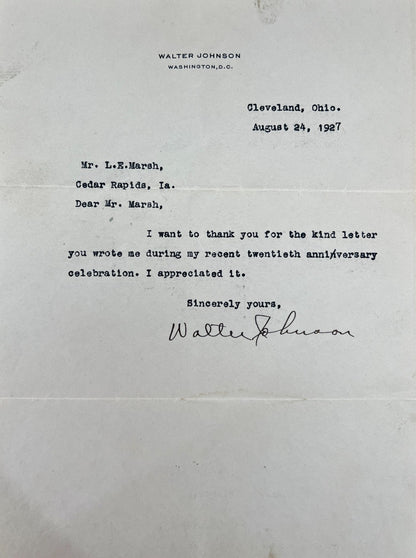 WALTER JOHNSON
WASHINGTON, D.C.
Cleveland, Ohio.
August 24, 1927
Mr. L.E.Marsh,
Cedar Rapids, Ia.
Dear Mr. Marsh,
I want to thank you for the kind letter
you wrote me during my recent twentieth anniversary
celebration. I appreciated it.
Sincerely yours,
Walter Johnson